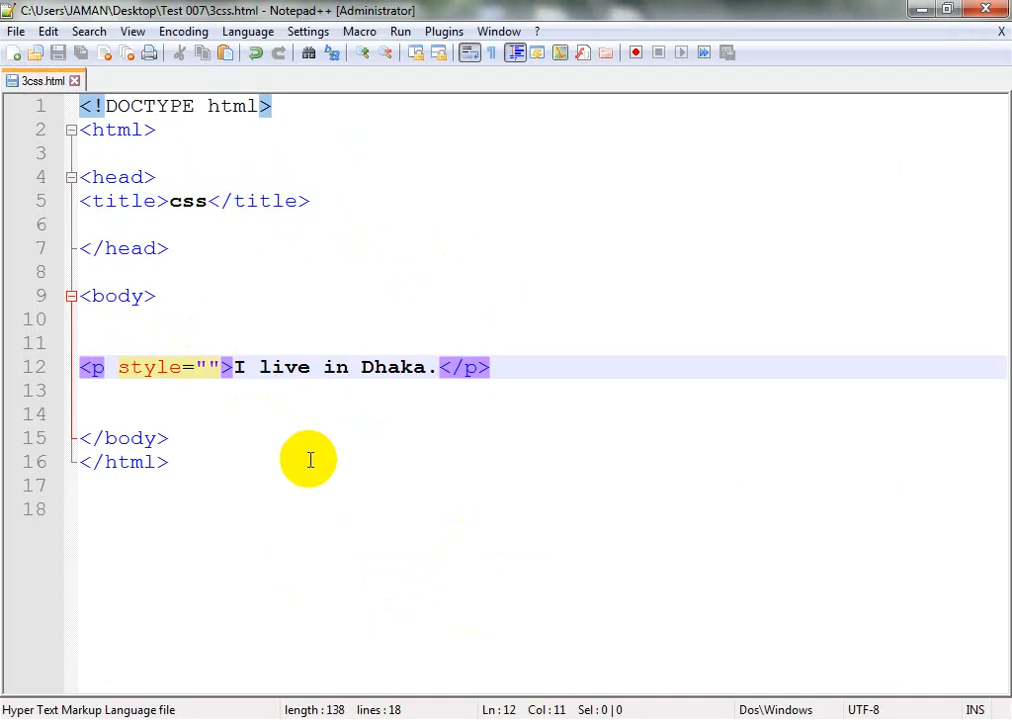 C:\Users\JAMAN\Desktop\Test 007\3css.html - Notepad++ [Administrator]
File Edit Search View Encoding Language Settings Macro Run Plugins Window ? X
3css.html
1 <!DOCTYPE html>
2 <html>
3
4 <head>
5 <title>css</title>
6
7 </head>
8
9 <body>
10
11
12 <p style="">I live in Dhaka.</p>
13
14
15 </body>
16 </html>
17
18
Hyper Text Markup Language file length : 138 lines : 18 Ln : 12 Col : 11 Sel : 0 | 0 Dos\Windows UTF-8 INS